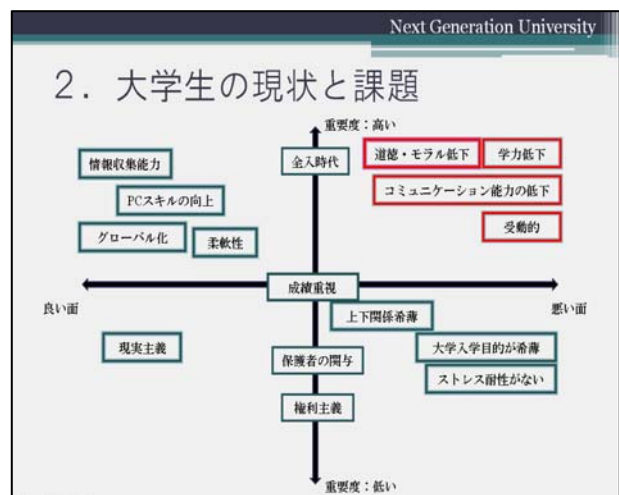 Next Generation University
2．大学生の現状と課題
重要度：高い
情報収集能力
全入時代
道徳・モラル低下
学力低下
PCスキルの向上
コミュニケーション能力の低下
グローバル化
柔軟性
受動的
成績重視
良い面
悪い面
上下関係希薄
現実主義
保護者の関与
大学入学目的が希薄
ストレス耐性がない
権利主義
重要度：低い